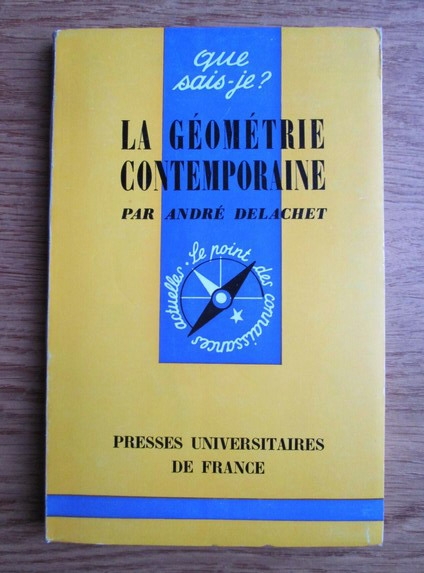 que
sais-je?
LA GÉOMÉTRIE
CONTEMPORAINE
PAR ANDRÉ DELACHET
Le point des connaissances actuelles.
PRESSES UNIVERSITAIRES
DE FRANCE